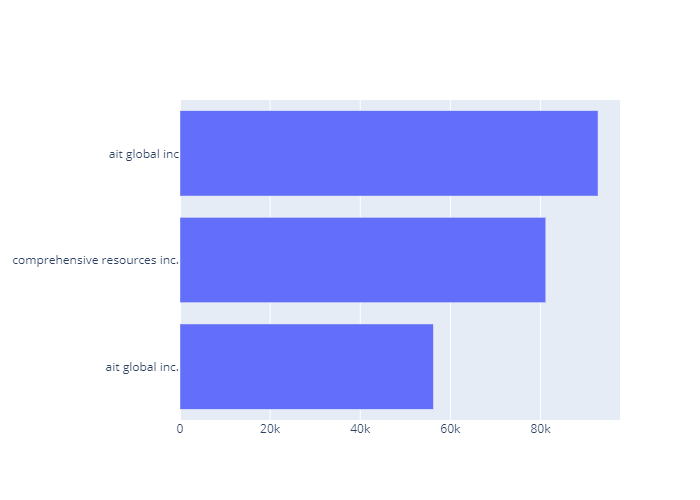 ait global inc
comprehensive resources inc.
ait global inc.
0 20k 40k 60k 80k